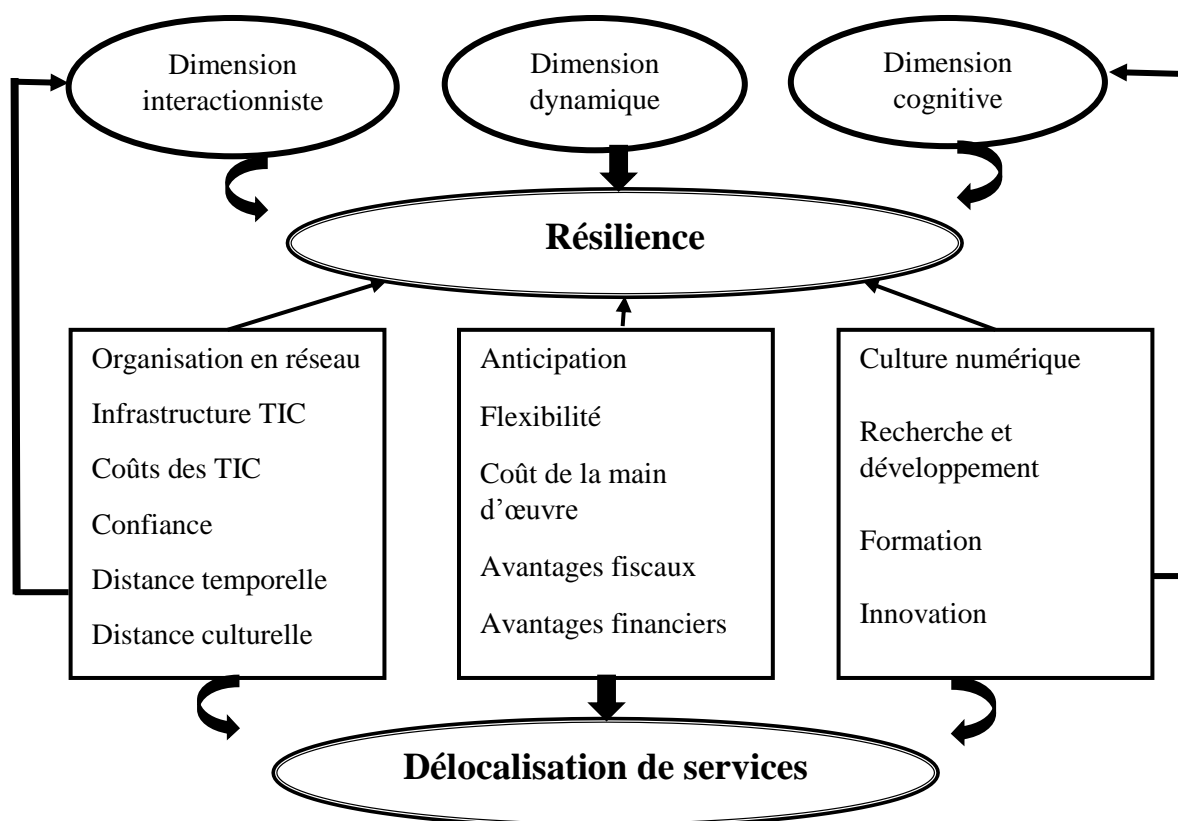 Dimension
interactionniste
Dimension
dynamique
Dimension
cognitive
Résilience
Organisation en réseau
Infrastructure TIC
Coûts des TIC
Confiance
Distance temporelle
Distance culturelle
Anticipation
Flexibilité
Coût de la main
d’œuvre
Avantages fiscaux
Avantages financiers
Culture numérique
Recherche et
développement
Formation
Innovation
Délocalisation de services